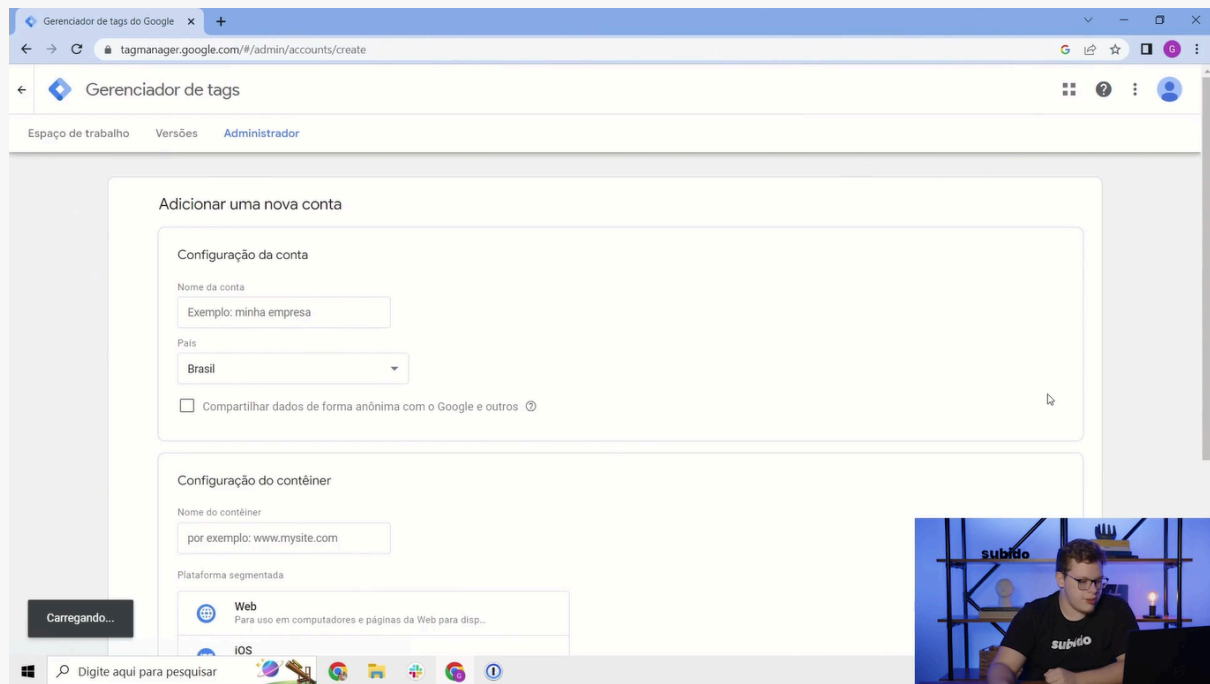 Gerenciador de tags do Google
tagmanager.google.com/#/admin/accounts/create
G
Gerenciador de tags
Espaço de trabalho
Versões
Administrador
Adicionar uma nova conta
Configuração da conta
Nome da conta
Exemplo: minha empresa
País
Brasil
Compartilhar dados de forma anônima com o Google e outros
Configuração do contêiner
Nome do contêiner
por exemplo: www.mysite.com
Plataforma segmentada
Web
Para uso em computadores e páginas da Web para disp...
iOS
Carregando...
Digite aqui para pesquisar
subido
subido